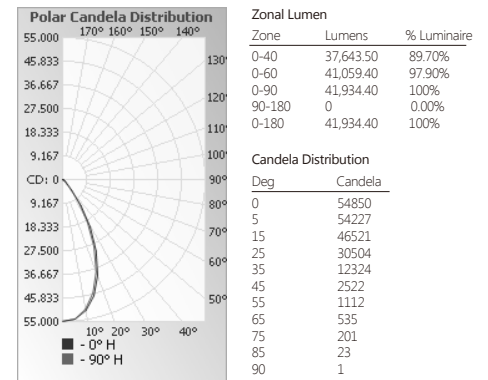 Polar Candela Distribution
170° 160° 150° 140°
55.000
45.833
36.667
27.500
18.333
9.167
CD: 0
9.167
18.333
27.500
36.667
45.833
55.000
130°
120°
110°
100°
90°
80°
70°
60°
50°
10° 20° 30° 40°
- 0° H
- 90° H
Zonal Lumen
Zone Lumens % Luminaire
0-40 37,643.50 89.70%
0-60 41,059.40 97.90%
0-90 41,934.40 100%
90-180 0 0.00%
0-180 41,934.40 100%
Candela Distribution
Deg Candela
0 54850
5 54227
15 46521
25 30504
35 12324
45 2522
55 1112
65 535
75 201
85 23
90 1